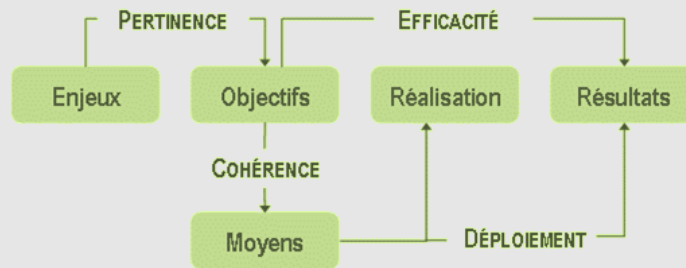 PERTINENCE
EFFICACITÉ
Enjeux
Objectifs
Réalisation
Résultats
COHÉRENCE
Moyens
DÉPLOIEMENT